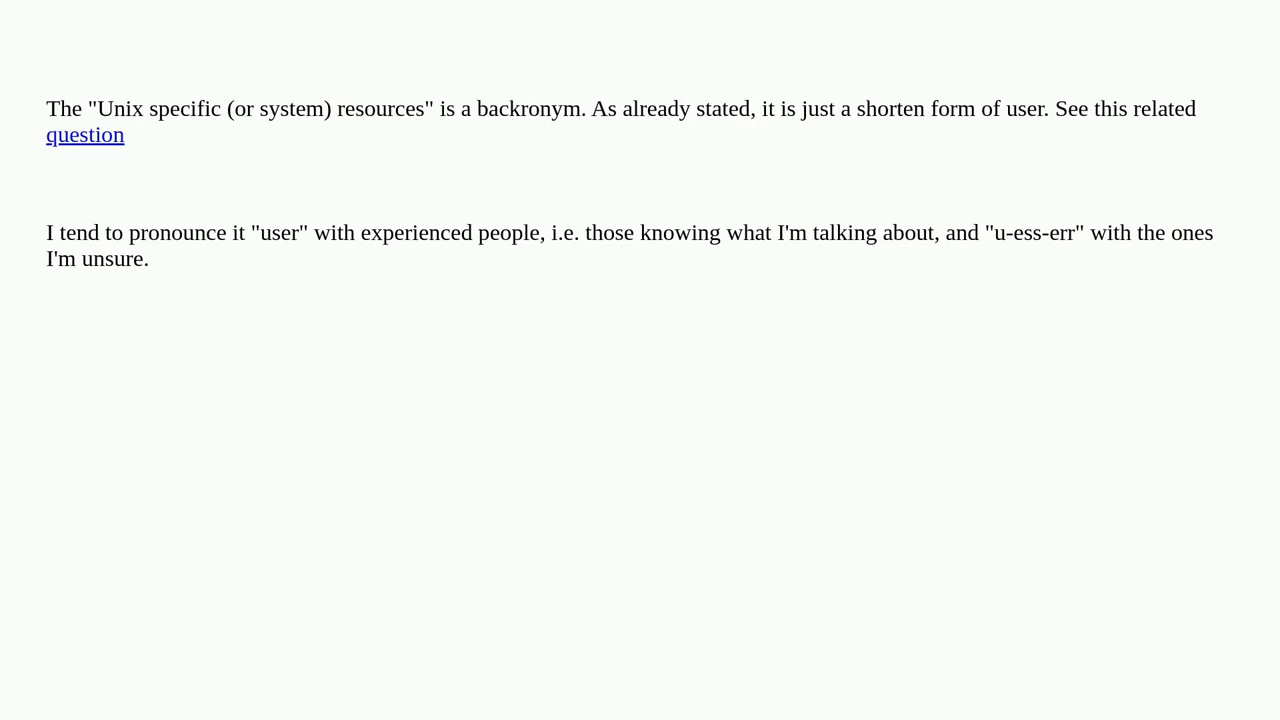 The "Unix specific (or system) resources" is a backronym. As already stated, it is just a shorten form of user. See this related
question
I tend to pronounce it "user" with experienced people, i.e. those knowing what I'm talking about, and "u-ess-err" with the ones
I'm unsure.